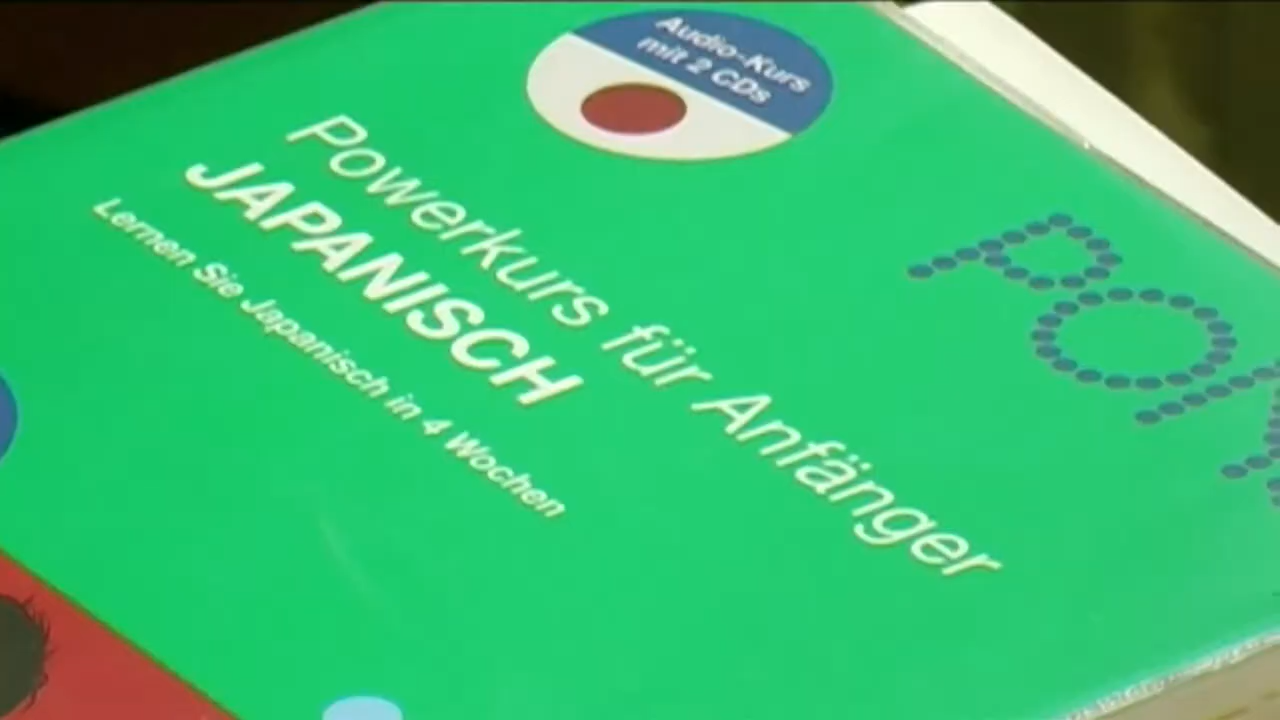 Audio-Kurs
mit 2 CDs
Powerkurs für Anfänger
JAPANISCH
Lernen Sie Japanisch in 4 Wochen